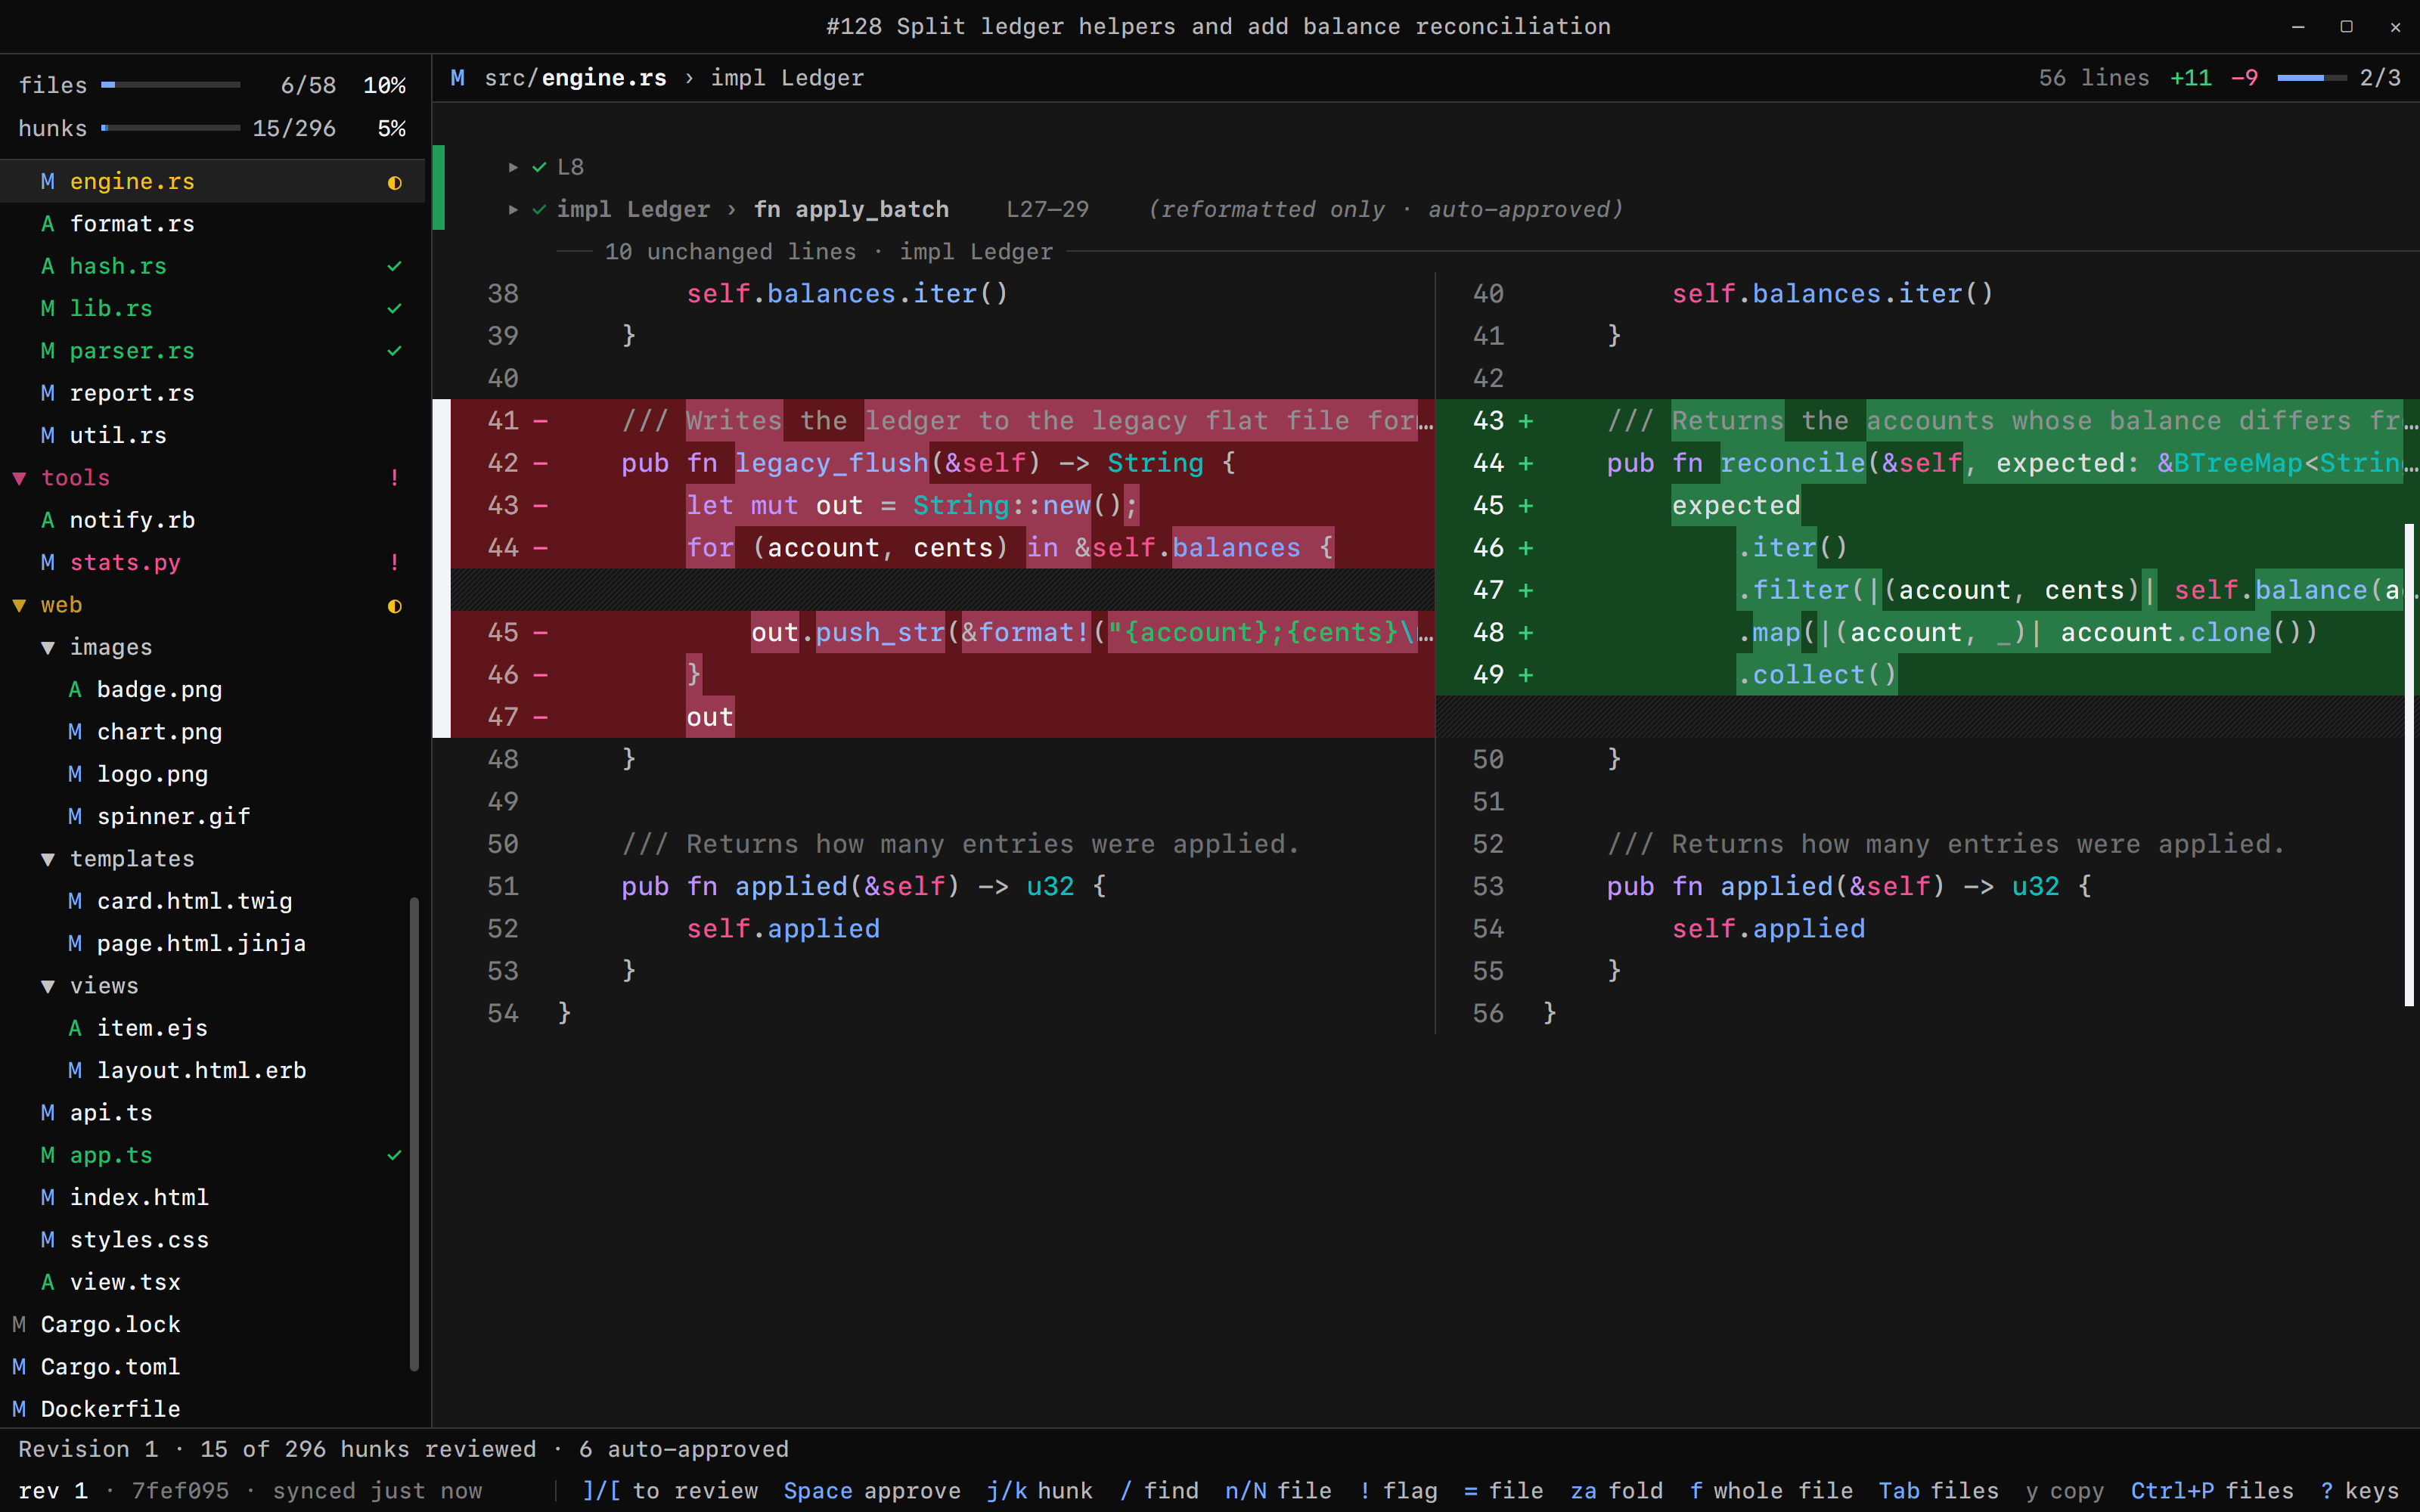 #128 Split ledger helpers and add balance reconciliation
files 6/58 10%
hunks 15/296 5%
M engine.rs
A format.rs
A hash.rs
M lib.rs
M parser.rs
M report.rs
M util.rs
tools !
A notify.rb
M stats.py !
web
images
A badge.png
M chart.png
M logo.png
M spinner.gif
templates
M card.html.twig
M page.html.jinja
views
A item.ejs
M layout.html.erb
M api.ts
M app.ts
M index.html
M styles.css
A view.tsx
M Cargo.lock
M Cargo.toml
M Dockerfile
M src/engine.rs › impl Ledger 56 lines +11 −9 2/3
▸ ✓ L8
▸ ✓ impl Ledger › fn apply_batch L27–29 (reformatted only · auto-approved)
10 unchanged lines · impl Ledger
38 self.balances.iter()
39 }
40
41 − /// Writes the ledger to the legacy flat file for…
42 − pub fn legacy_flush(&self) -> String {
43 − let mut out = String::new();
44 − for (account, cents) in &self.balances {
45 − out.push_str(&format!("{account};{cents}\…
46 − }
47 − out
48 }
49
50 /// Returns how many entries were applied.
51 pub fn applied(&self) -> u32 {
52 self.applied
53 }
54 }
40 self.balances.iter()
41 }
42
43 + /// Returns the accounts whose balance differs fr…
44 + pub fn reconcile(&self, expected: &BTreeMap<Strin…
45 + expected
46 + .iter()
47 + .filter(|(account, cents)| self.balance(a…
48 + .map(|(account, _)| account.clone())
49 + .collect()
50 }
51
52 /// Returns how many entries were applied.
53 pub fn applied(&self) -> u32 {
54 self.applied
55 }
56 }
Revision 1 · 15 of 296 hunks reviewed · 6 auto-approved
rev 1 · 7fef095 · synced just now ]/[ to review Space approve j/k hunk / find n/N file ! flag = file za fold f whole file Tab files y copy Ctrl+P files ? keys